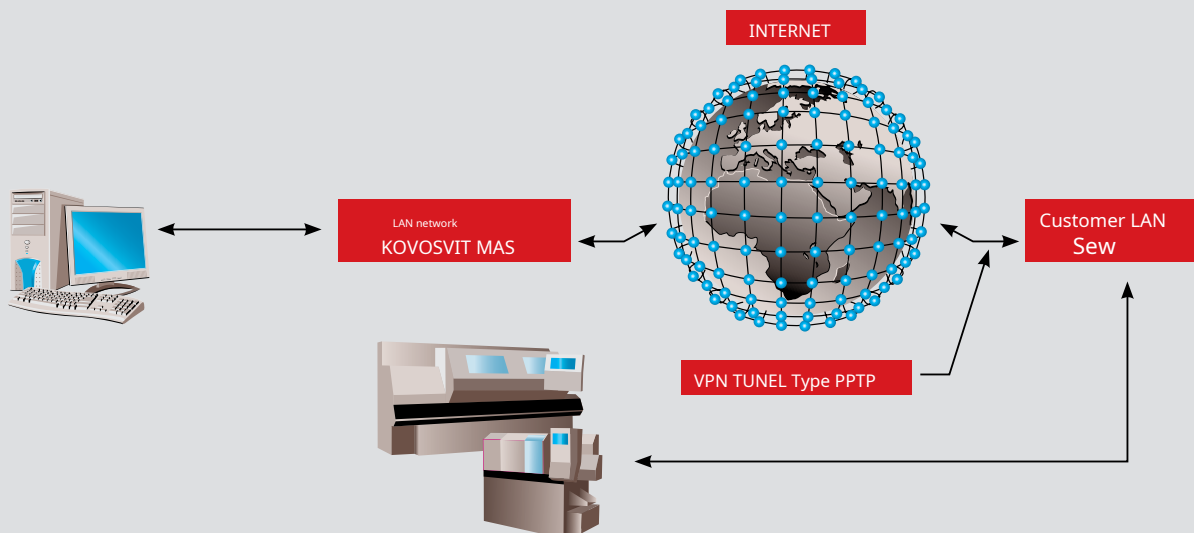 INTERNET
LAN network
KOVOSVIT MAS
Customer LAN
Sew
VPN TUNEL Type PPTP